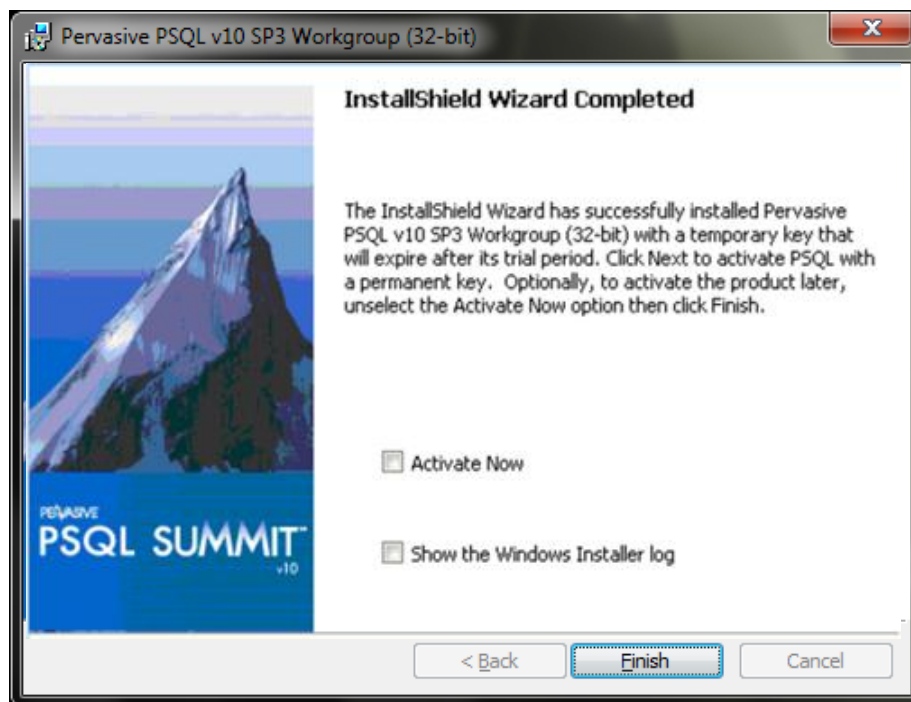 Pervasive PSQL v10 SP3 Workgroup (32-bit)
X
InstallShield Wizard Completed
The InstallShield Wizard has successfully installed Pervasive
PSQL v10 SP3 Workgroup (32-bit) with a temporary key that
will expire after its trial period. Click Next to activate PSQL with
a permanent key. Optionally, to activate the product later,
unselect the Activate Now option then click Finish.
Activate Now
PERVASIVE
PSQL SUMMIT™
v10
Show the Windows Installer log
< Back
Finish
Cancel